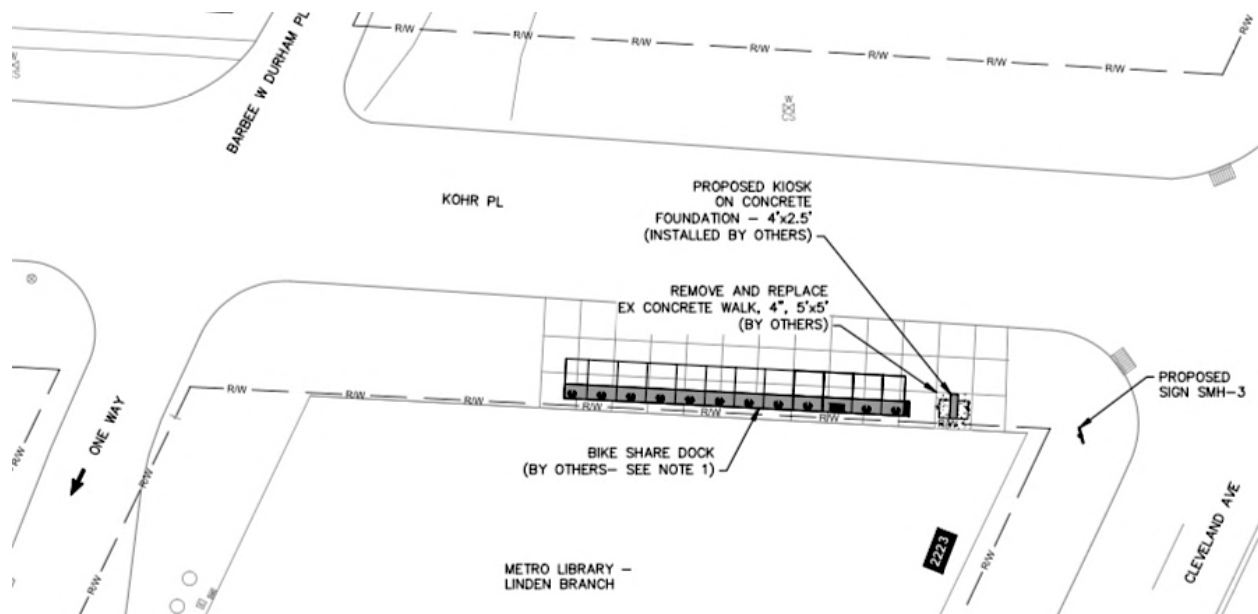 BARBEE W DURHAM PL
R/W
R/W
R/W
R/W
R/W
R/W
R/W
R/W
W
KOHR PL
PROPOSED KIOSK
ON CONCRETE
FOUNDATION – 4'x2.5'
(INSTALLED BY OTHERS)
REMOVE AND REPLACE
EX CONCRETE WALK, 4", 5'x5'
(BY OTHERS)
PROPOSED
SIGN SMH-3
R/W
R/W
R/W
R/W
R/W
R/W
BIKE SHARE DOCK
(BY OTHERS– SEE NOTE 1)
ONE WAY
R/W
R/W
R/W
R/W
2223
METRO LIBRARY –
LINDEN BRANCH
CLEVELAND AVE